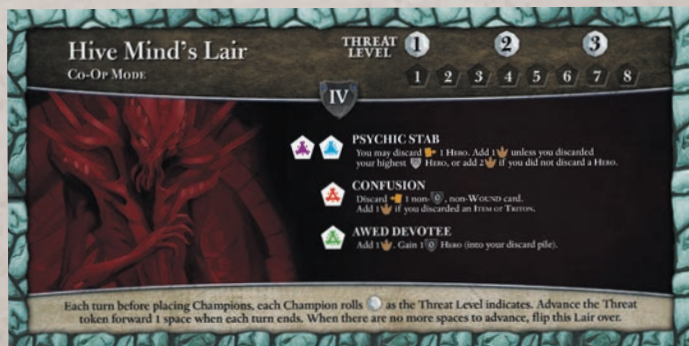 Hive Mind's Lair
Co-Op Mode
THREAT LEVEL 1 2 3
1 2 3 4 5 6 7 8
IV
PSYCHIC STAB
You may discard 1 Hero. Add 1 unless you discarded
your highest Hero, or add 2 if you did not discard a Hero.
CONFUSION
Discard 1 non- 0 , non-Wound card.
Add 1 if you discarded an Item or Triton.
AWED DEVOTEE
Add 1 . Gain 1 0 Hero (into your discard pile).
Each turn before placing Champions, each Champion rolls as the Threat Level indicates. Advance the Threat
token forward 1 space when each turn ends. When there are no more spaces to advance, flip this Lair over.